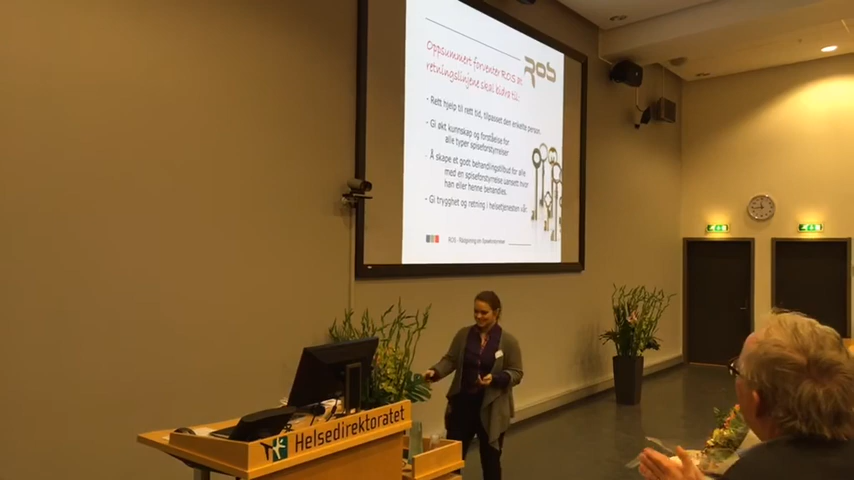 Oppsummert forventer ROS at
retningslinjene skal bidra til:
ROS
- Rett hjelp til rett tid, tilpasset den enkelte person.
- Gi økt kunnskap og forståelse for
alle typer spiseforstyrrelser
- Å skape et godt behandlingstilbud for alle
med en spiseforstyrrelse uansett hvor
han eller henne behandles.
- Gi trygghet og retning i helsetjenesten vår.
ROS - Rådgivning om Spiseforstyrrelser
Helsedirektoratet